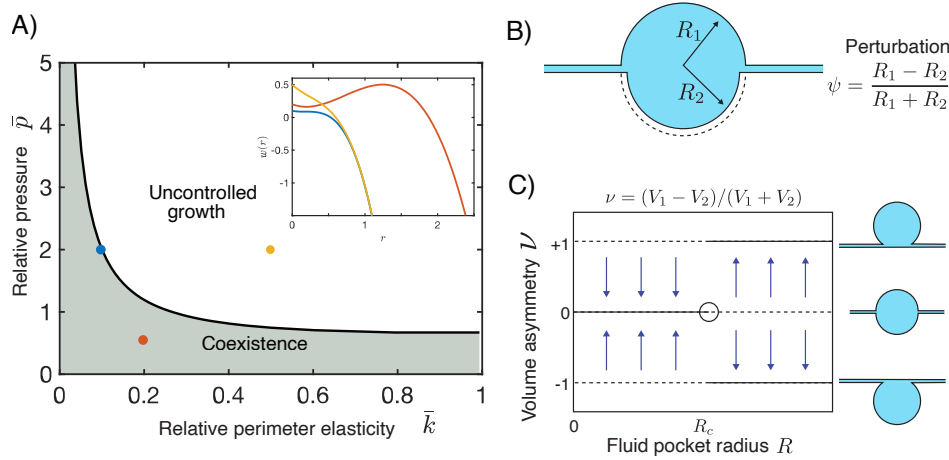 A)
Relative pressure p̄
5
4
3
2
1
0
0
0.2
0.4
0.6
0.8
1
Relative perimeter elasticity k̄
Uncontrolled
growth
Coexistence
w(r)
0.5
0
-0.5
-1
0
1
2
r
B)
R₁
R₂
Perturbation
ψ = (R₁ − R₂)/(R₁ + R₂)
C)
ν = (V₁ − V₂)/(V₁ + V₂)
Volume asymmetry ν
+1
0
-1
0
R_c
Fluid pocket radius R